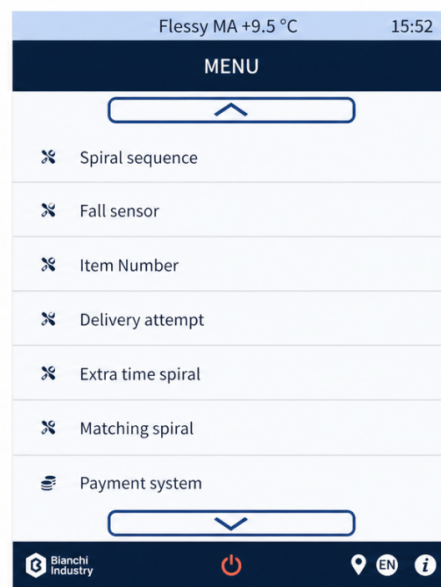 Flessy MA +9.5 °C 15:52
MENU
Spiral sequence
Fall sensor
Item Number
Delivery attempt
Extra time spiral
Matching spiral
Payment system
Bianchi
Industry
EN
i